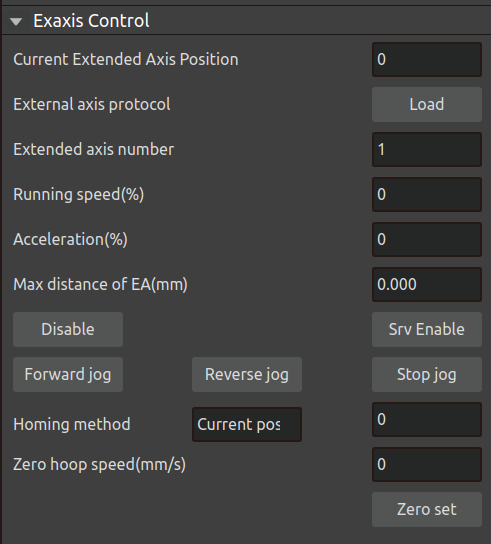 Exaxis Control
Current Extended Axis Position 0
External axis protocol Load
Extended axis number 1
Running speed(%) 0
Acceleration(%) 0
Max distance of EA(mm) 0.000
Disable Srv Enable
Forward jog Reverse jog Stop jog
Homing method Current pos 0
Zero hoop speed(mm/s) 0
Zero set